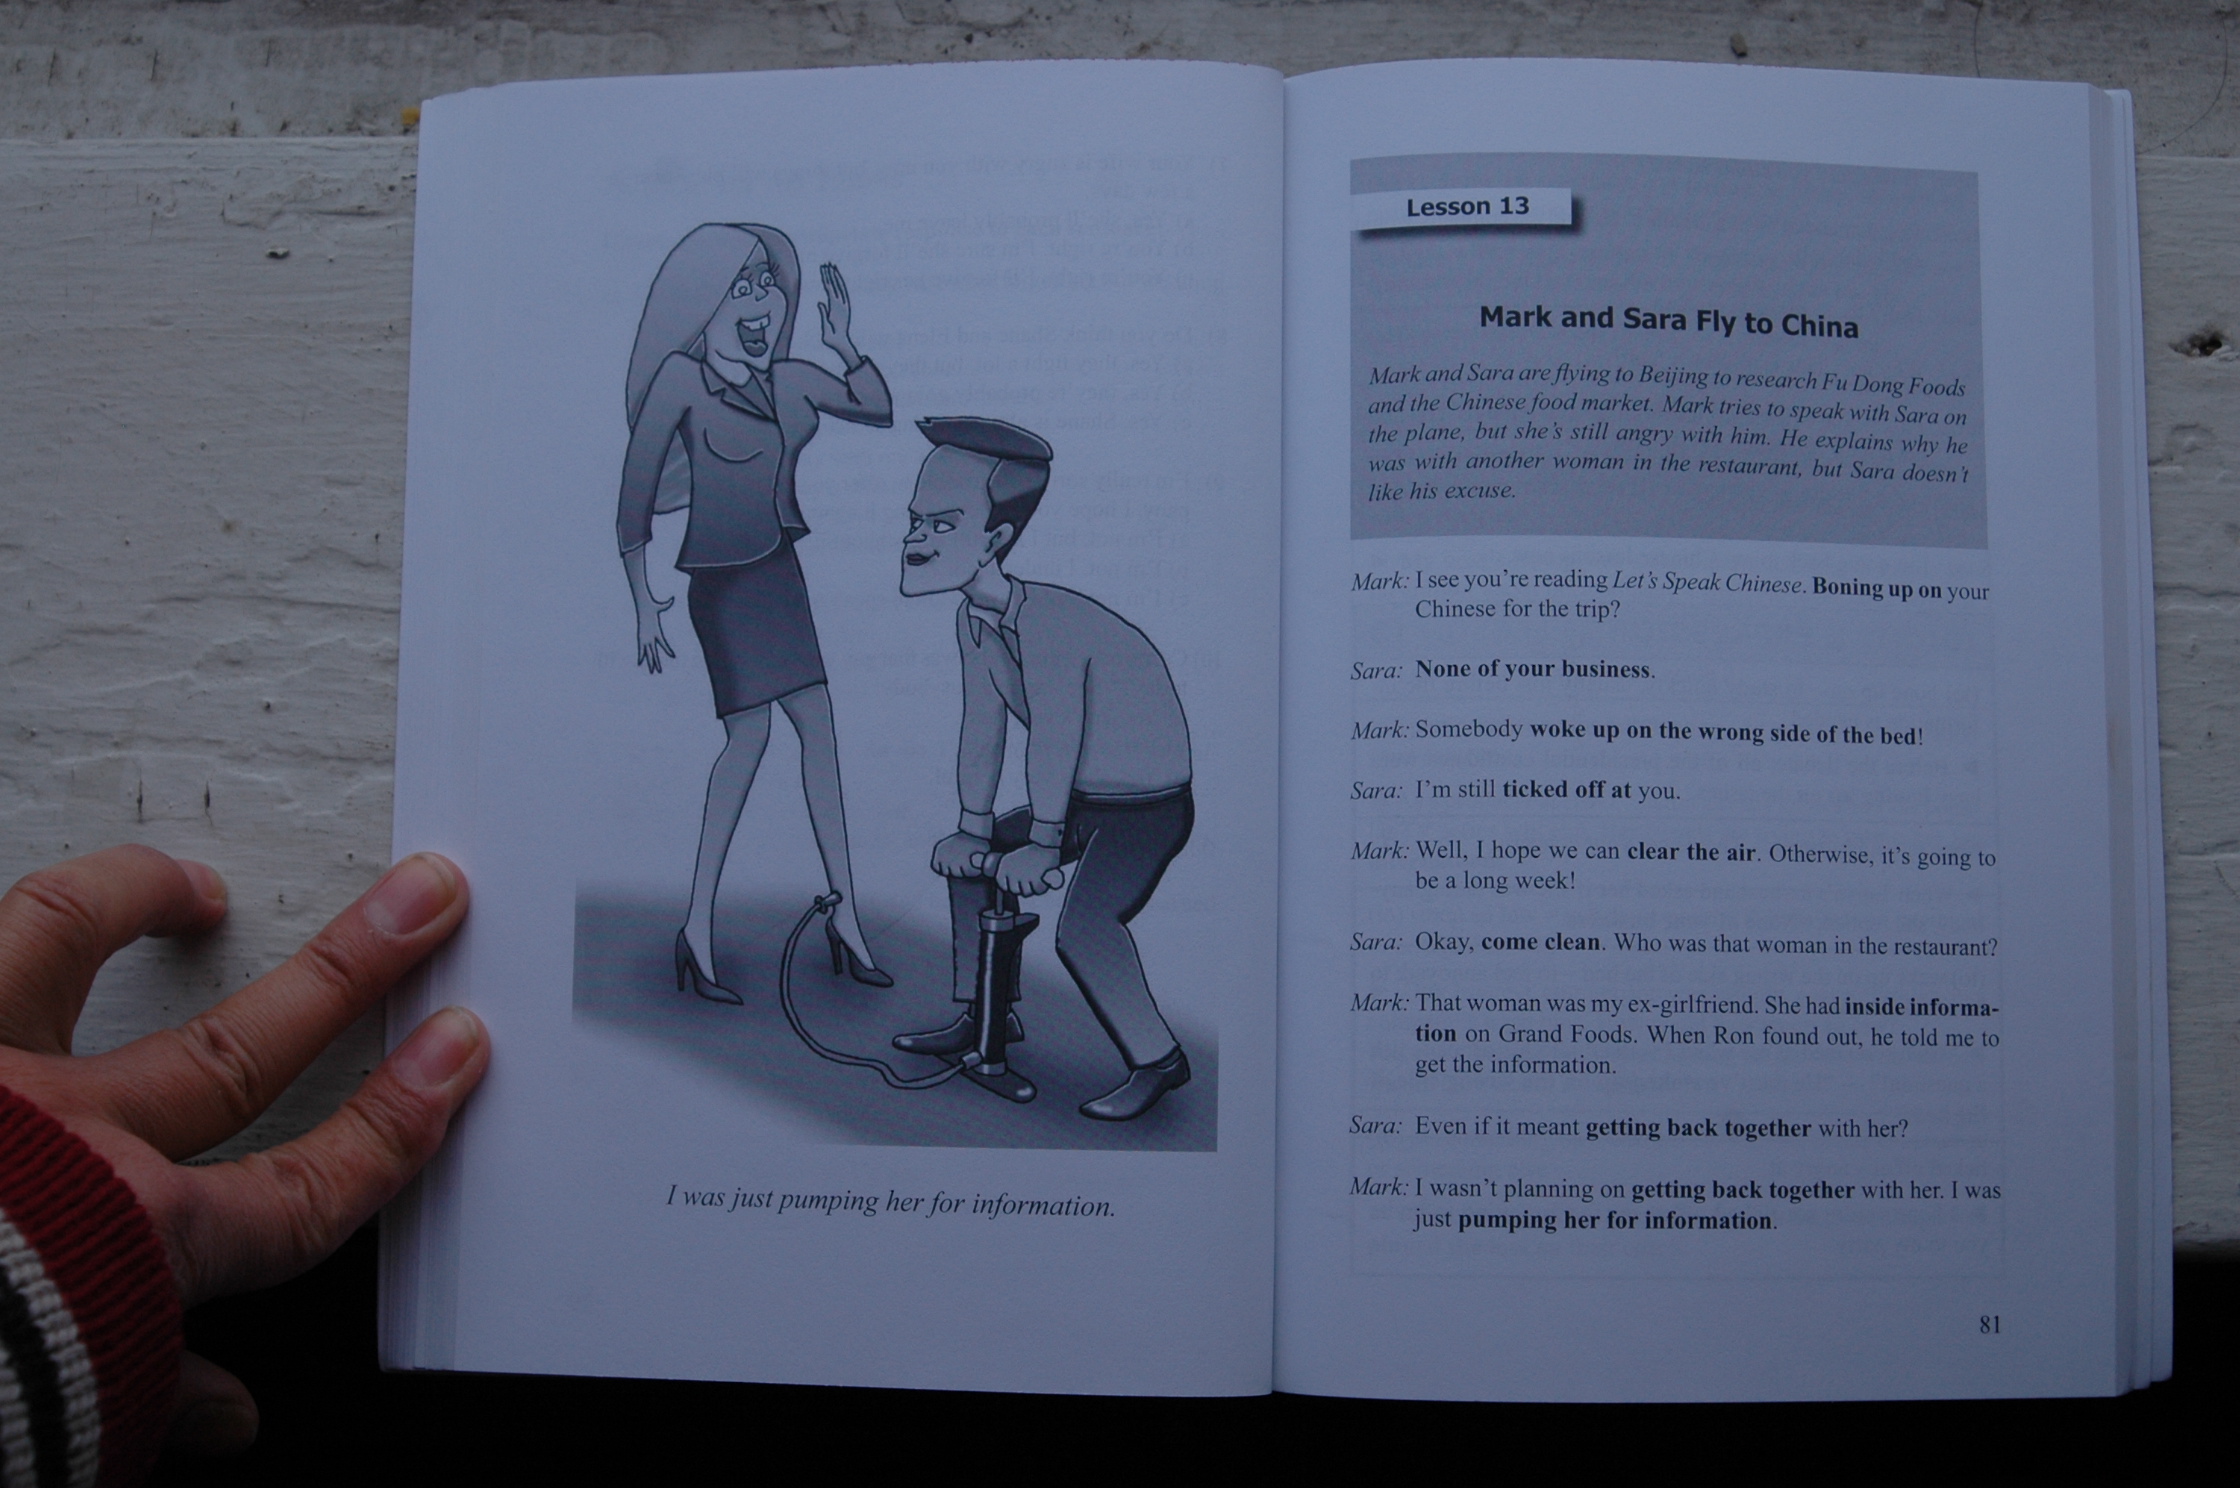 I was just pumping her for information.
Lesson 13
Mark and Sara Fly to China
Mark and Sara are flying to Beijing to research Fu Dong Foods
and the Chinese food market. Mark tries to speak with Sara on
the plane, but she's still angry with him. He explains why he
was with another woman in the restaurant, but Sara doesn't
like his excuse.
Mark: I see you're reading Let's Speak Chinese. Boning up on your
Chinese for the trip?
Sara: None of your business.
Mark: Somebody woke up on the wrong side of the bed!
Sara: I'm still ticked off at you.
Mark: Well, I hope we can clear the air. Otherwise, it's going to
be a long week!
Sara: Okay, come clean. Who was that woman in the restaurant?
Mark: That woman was my ex-girlfriend. She had inside informa-
tion on Grand Foods. When Ron found out, he told me to
get the information.
Sara: Even if it meant getting back together with her?
Mark: I wasn't planning on getting back together with her. I was
just pumping her for information.
81